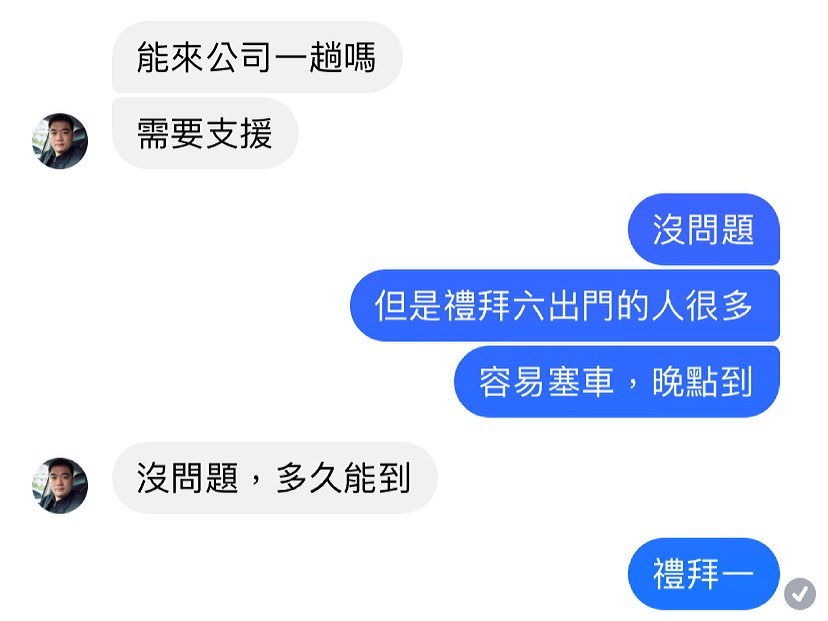 能來公司一趟嗎
需要支援
沒問題
但是禮拜六出門的人很多
容易塞車，晚點到
沒問題，多久能到
禮拜一